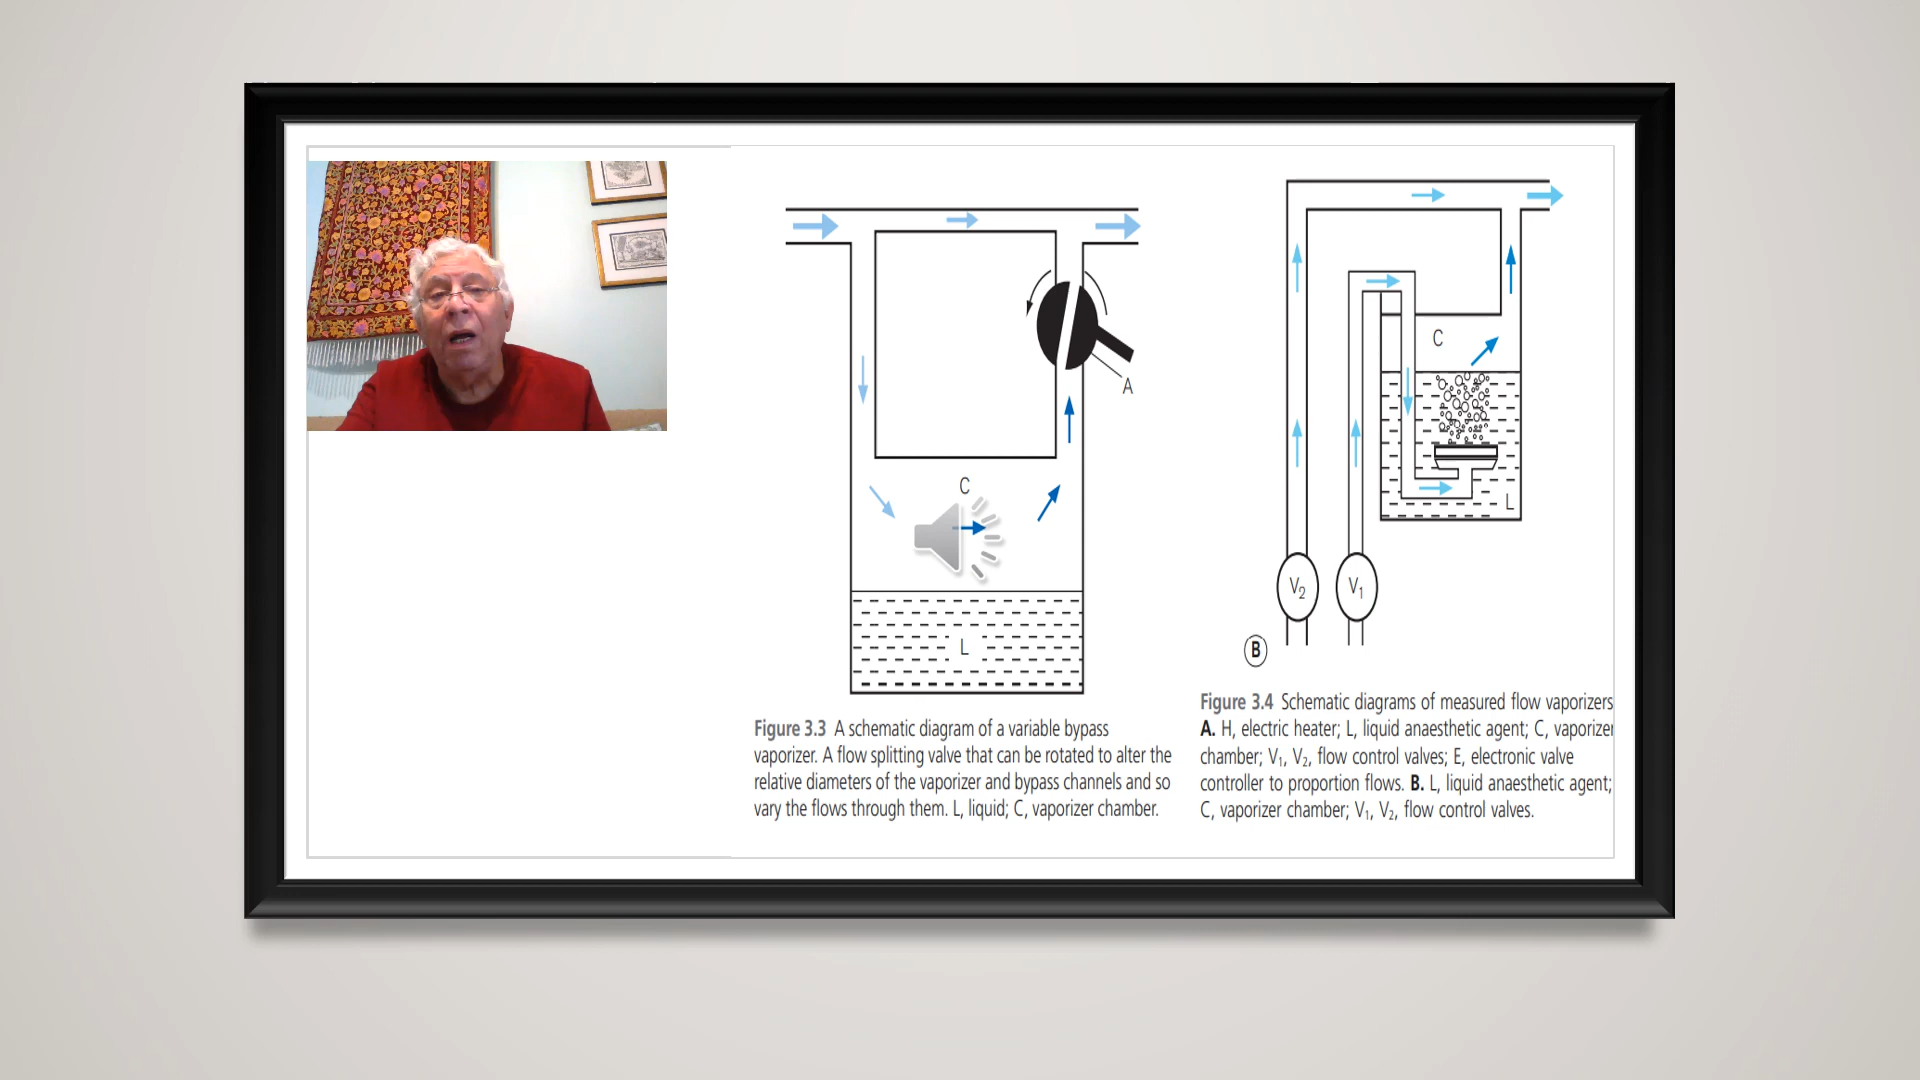 A
C
L
Figure 3.3 A schematic diagram of a variable bypass
vaporizer. A flow splitting valve that can be rotated to alter the
relative diameters of the vaporizer and bypass channels and so
vary the flows through them. L, liquid; C, vaporizer chamber.
C
L
V₂ V₁
B
Figure 3.4 Schematic diagrams of measured flow vaporizers
A. H, electric heater; L, liquid anaesthetic agent; C, vaporizer
chamber; V₁, V₂, flow control valves; E, electronic valve
controller to proportion flows. B. L, liquid anaesthetic agent;
C, vaporizer chamber; V₁, V₂, flow control valves.